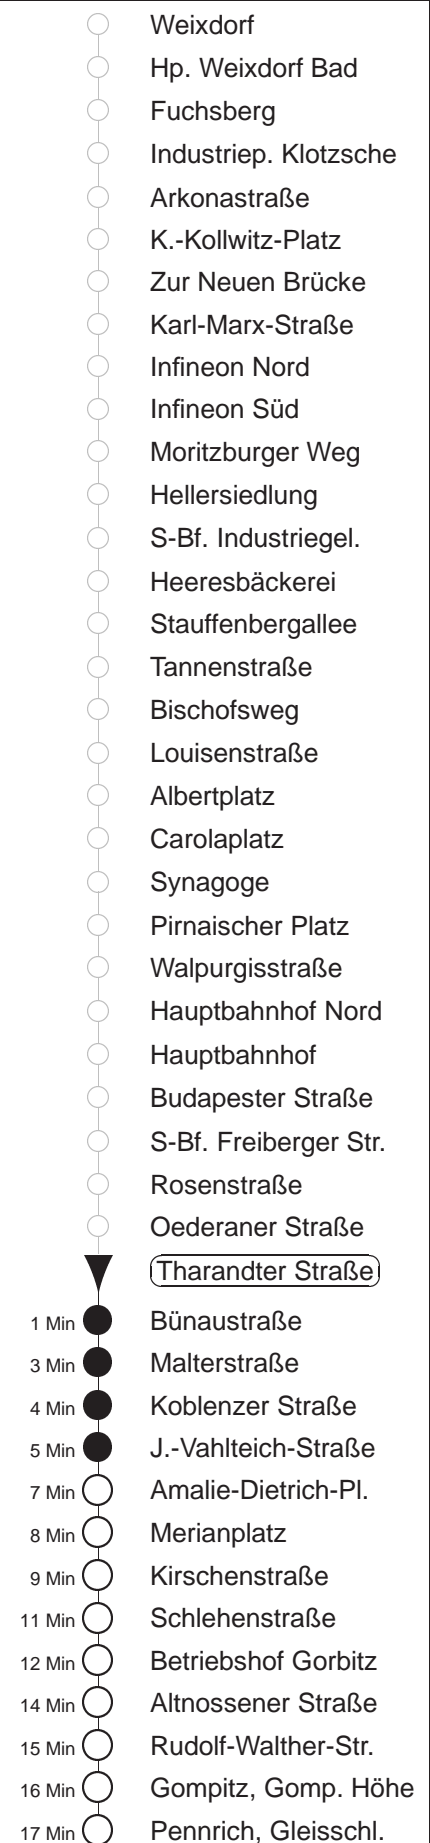 Weixdorf
Hp. Weixdorf Bad
Fuchsberg
Industriep. Klotzsche
Arkonastraße
K.-Kollwitz-Platz
Zur Neuen Brücke
Karl-Marx-Straße
Infineon Nord
Infineon Süd
Moritzburger Weg
Hellersiedlung
S-Bf. Industriegel.
Heeresbäckerei
Stauffenbergallee
Tannenstraße
Bischofsweg
Louisenstraße
Albertplatz
Carolaplatz
Synagoge
Pirnaischer Platz
Walpurgisstraße
Hauptbahnhof Nord
Hauptbahnhof
Budapester Straße
S-Bf. Freiberger Str.
Rosenstraße
Oederaner Straße
Tharandter Straße
1 Min Bünaustraße
3 Min Malterstraße
4 Min Koblenzer Straße
5 Min J.-Vahlteich-Straße
7 Min Amalie-Dietrich-Pl.
8 Min Merianplatz
9 Min Kirschenstraße
11 Min Schlehenstraße
12 Min Betriebshof Gorbitz
14 Min Altnossener Straße
15 Min Rudolf-Walther-Str.
16 Min Gompitz, Gomp. Höhe
17 Min Pennrich, Gleisschl.